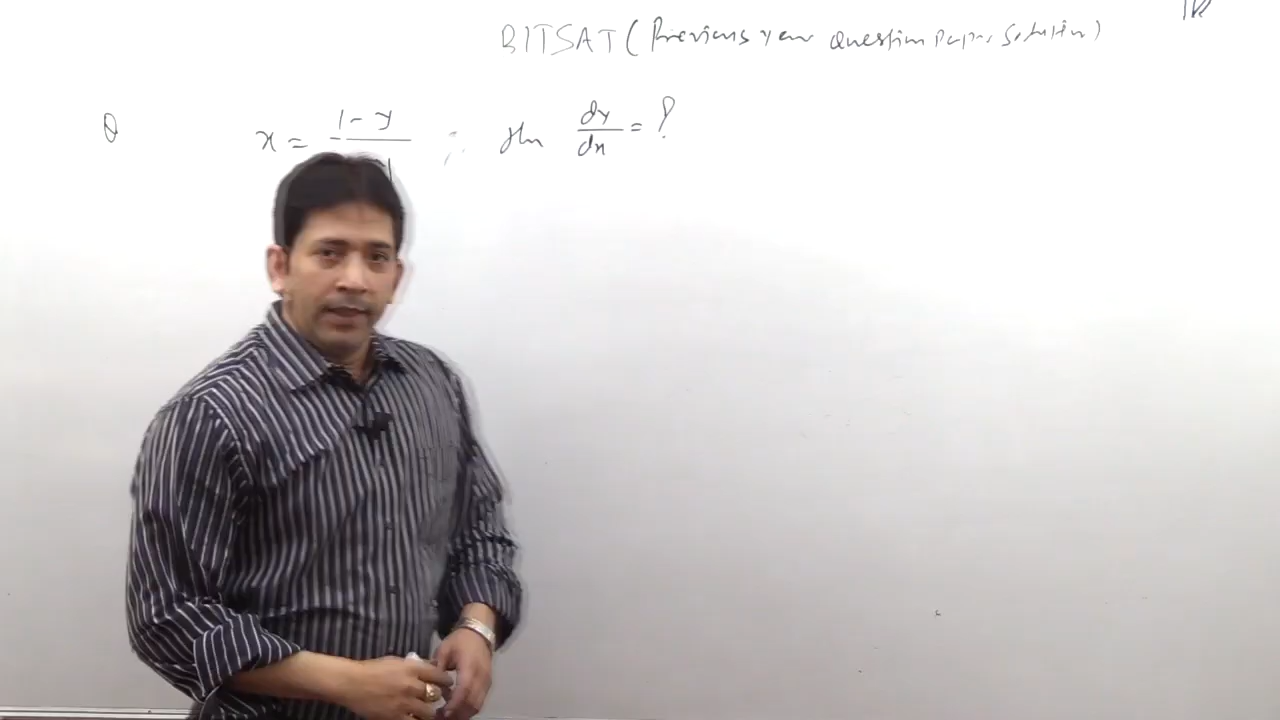 BITSAT (Previous year Question Paper Solution)
Q x = 1 - y / ; then dy/dx = ?